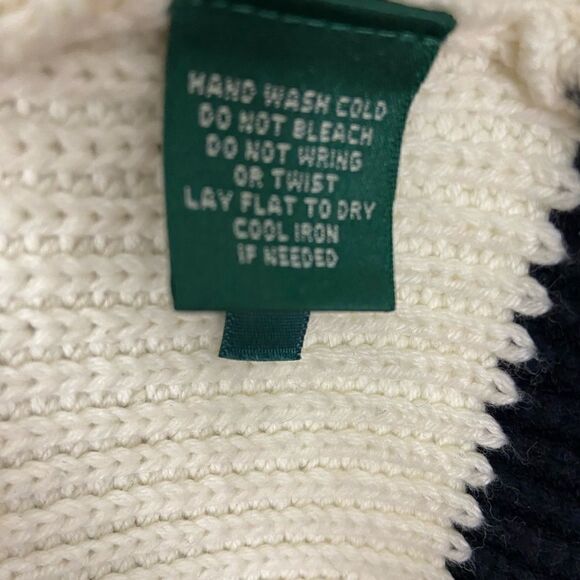 HAND WASH COLD
DO NOT BLEACH
DO NOT WRING
OR TWIST
LAY FLAT TO DRY
COOL IRON
IF NEEDED